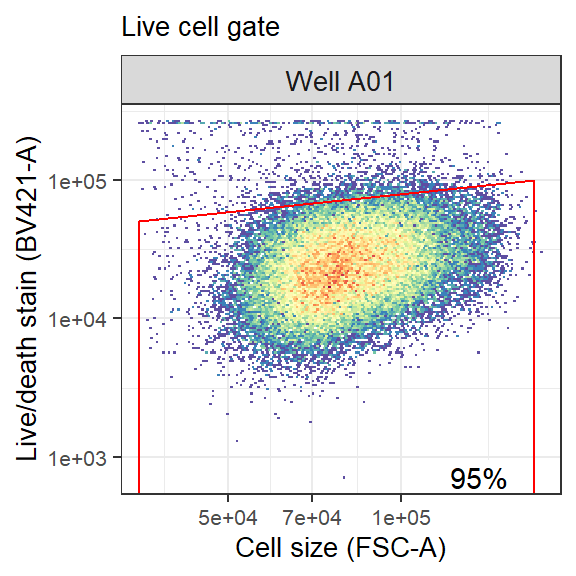 Live cell gate
Well A01
Live/death stain (BV421-A)
1e+05
1e+04
1e+03
95%
5e+04 7e+04 1e+05
Cell size (FSC-A)